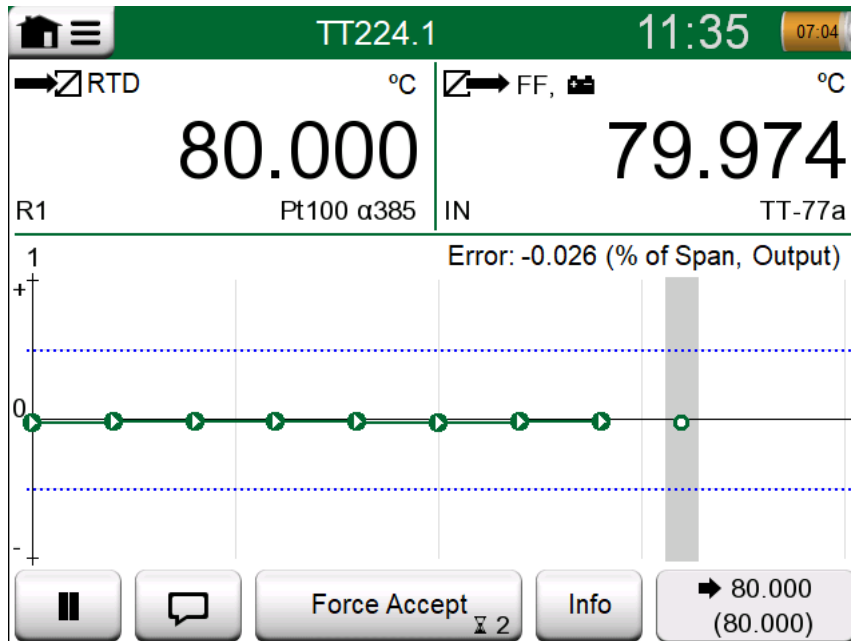 TT224.1 11:35 07:04
RTD ºC FF, ºC
80.000 79.974
R1 Pt100 α385 IN TT-77a
1 Error: -0.026 (% of Span, Output)
+
0
-
Force Accept 2 Info 80.000
(80.000)